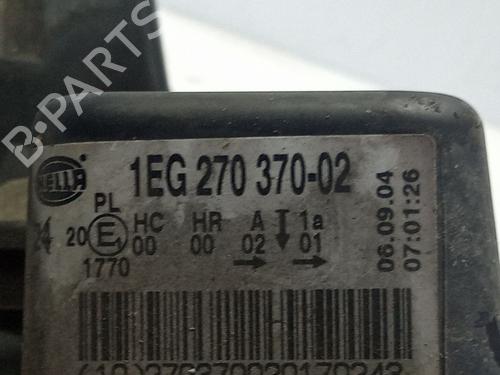 B-PARTS
HELLA
1EG 270 370-02
PL
24 20 E HC HR A 1a
00 00 02 01
1770
06.09.04
07:01:26